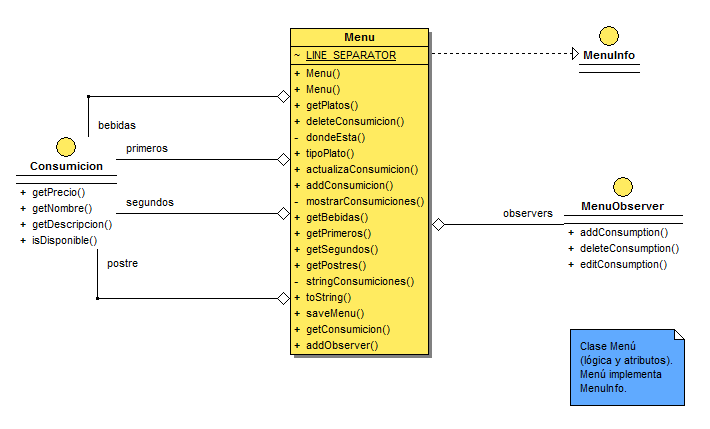 Menu
~ LINE_SEPARATOR
+ Menu()
+ Menu()
+ getPlatos()
+ deleteConsumicion()
- dondeEsta()
+ tipoPlato()
+ actualizaConsumicion()
+ addConsumicion()
- mostrarConsumiciones()
+ getBebidas()
+ getPrimeros()
+ getSegundos()
+ getPostres()
- stringConsumiciones()
+ toString()
+ saveMenu()
+ getConsumicion()
+ addObserver()
bebidas
primeros
segundos
postre
Consumicion
+ getPrecio()
+ getNombre()
+ getDescripcion()
+ isDisponible()
MenuInfo
observers
MenuObserver
+ addConsumption()
+ deleteConsumption()
+ editConsumption()
Clase Menú
(lógica y atributos).
Menú implementa
MenuInfo.